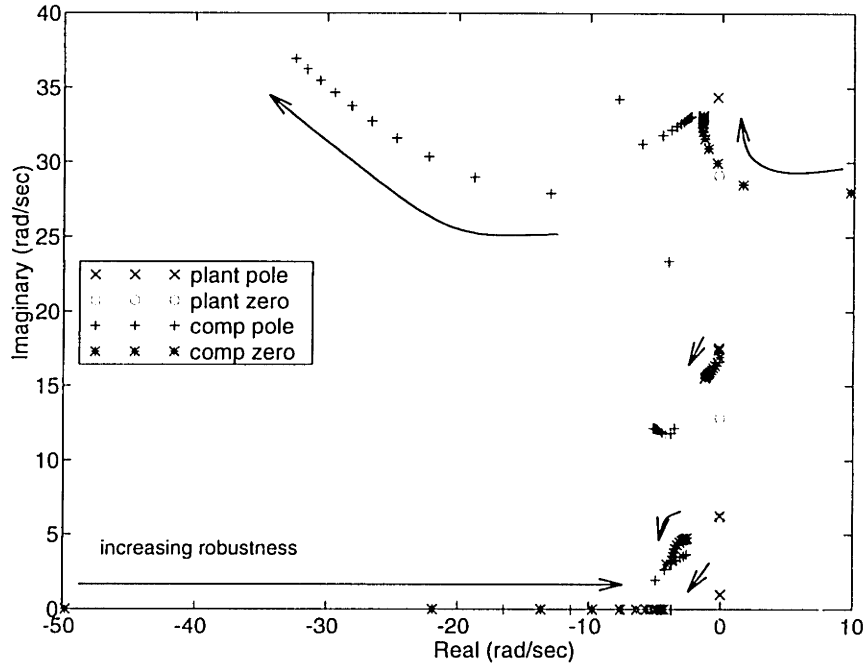 40
35
30
25
20
15
10
5
0
Imaginary (rad/sec)
plant pole
plant zero
comp pole
comp zero
increasing robustness
-50
-40
-30
-20
-10
0
10
Real (rad/sec)